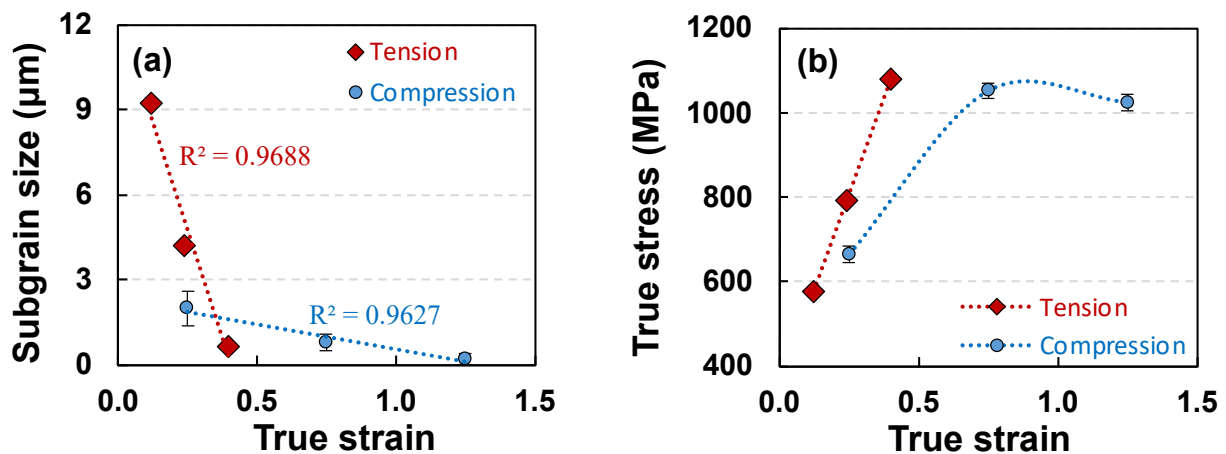 (a)
Tension
Compression
R² = 0.9688
R² = 0.9627
Subgrain size (μm)
12
9
6
3
0
0.0 0.5 1.0 1.5
True strain
(b)
Tension
Compression
True stress (MPa)
1200
1000
800
600
400
0.0 0.5 1.0 1.5
True strain